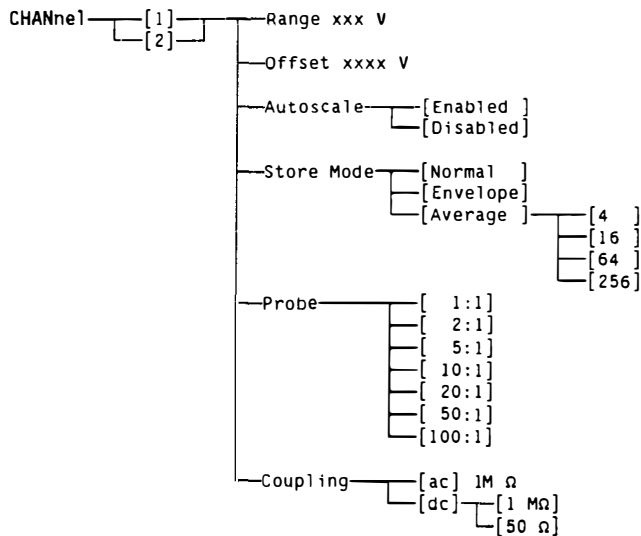 CHANnel [1] Range xxx V
[2]
Offset xxxx V
Autoscale [Enabled ]
[Disabled]
Store Mode [Normal ]
[Envelope]
[Average ] [4 ]
[16 ]
[64 ]
[256]
Probe [ 1:1]
[ 2:1]
[ 5:1]
[ 10:1]
[ 20:1]
[ 50:1]
[100:1]
Coupling [ac] 1M Ω
[dc] [1 MΩ]
[50 Ω]